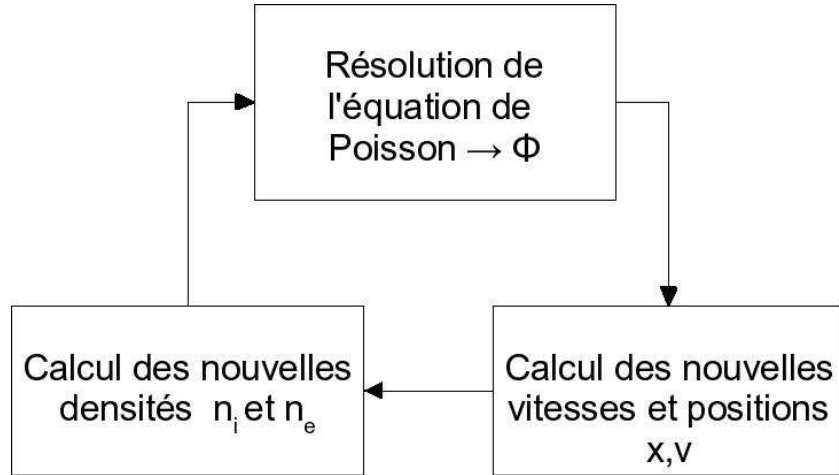 Résolution de
l'équation de
Poisson → Φ
Calcul des nouvelles
vitesses et positions
x,v
Calcul des nouvelles
densités n_i et n_e